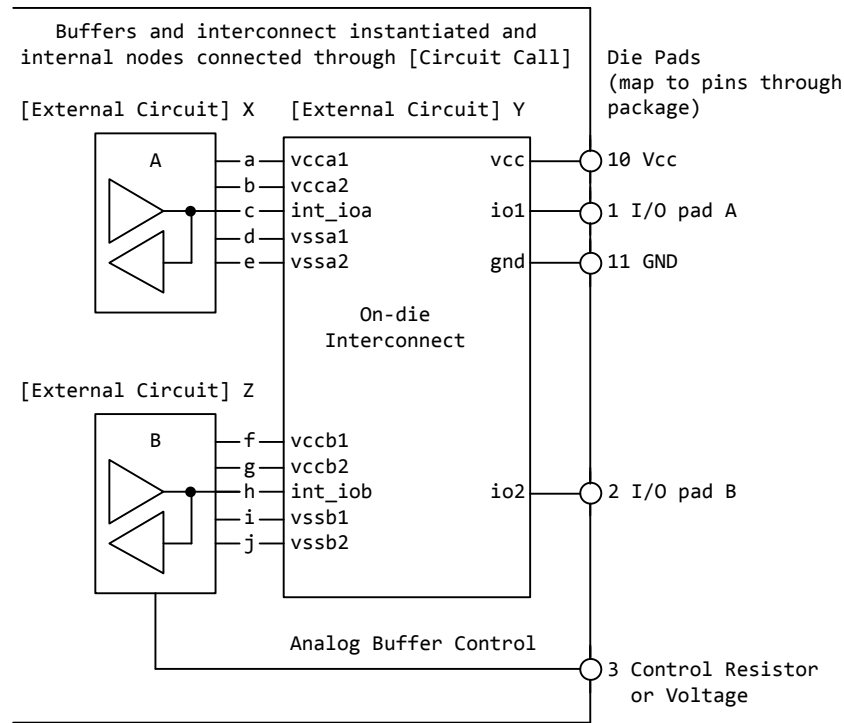 Buffers and interconnect instantiated and
internal nodes connected through [Circuit Call]
Die Pads
(map to pins through
package)
[External Circuit] X
[External Circuit] Y
A
a
b
c
d
e
vcca1
vcca2
int_ioa
vssa1
vssa2
vcc
io1
gnd
10 Vcc
1 I/O pad A
11 GND
On-die
Interconnect
[External Circuit] Z
B
f
g
h
i
j
vccb1
vccb2
int_iob
vssb1
vssb2
io2
2 I/O pad B
Analog Buffer Control
3 Control Resistor
or Voltage